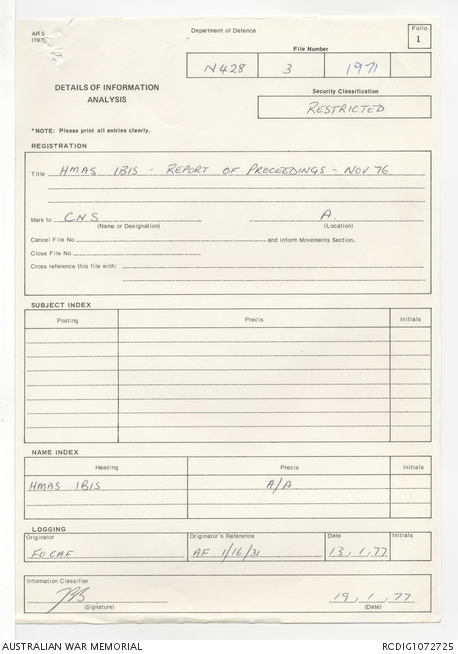 AR 5
Department of Defence
Folio
1
File Number
N428 3 1971
DETAILS OF INFORMATION
ANALYSIS
Security Classification
RESTRICTED
*NOTE: Please print all entries clearly.
REGISTRATION
Title HMAS IBIS - REPORT OF PROCEEDINGS - NOV 76
Mark to CNS A.
(Name or Designation) (Location)
Cancel File No and inform Movements Section.
Close File No
Cross reference this file with:
SUBJECT INDEX
Posting Precis Initials
NAME INDEX
Heading Precis Initials
HMAS IBIS A/A
LOGGING
Originator Originator's Reference Date Initials
FOCAF AF 1/16/31 13,1,77
Information Classifier
(Signature) 19,1,77
(Date)
AUSTRALIAN WAR MEMORIAL RCDIG1072725